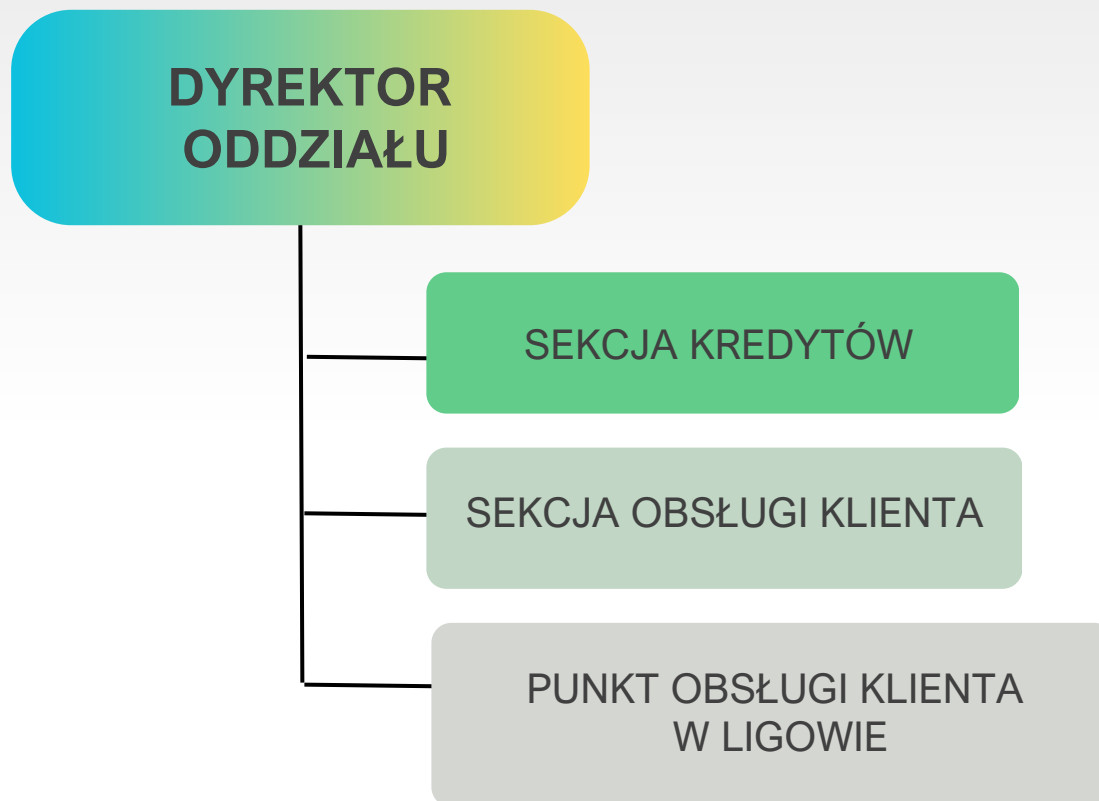 DYREKTOR
ODDZIAŁU
SEKCJA KREDYTÓW
SEKCJA OBSŁUGI KLIENTA
PUNKT OBSŁUGI KLIENTA
W LIGOWIE